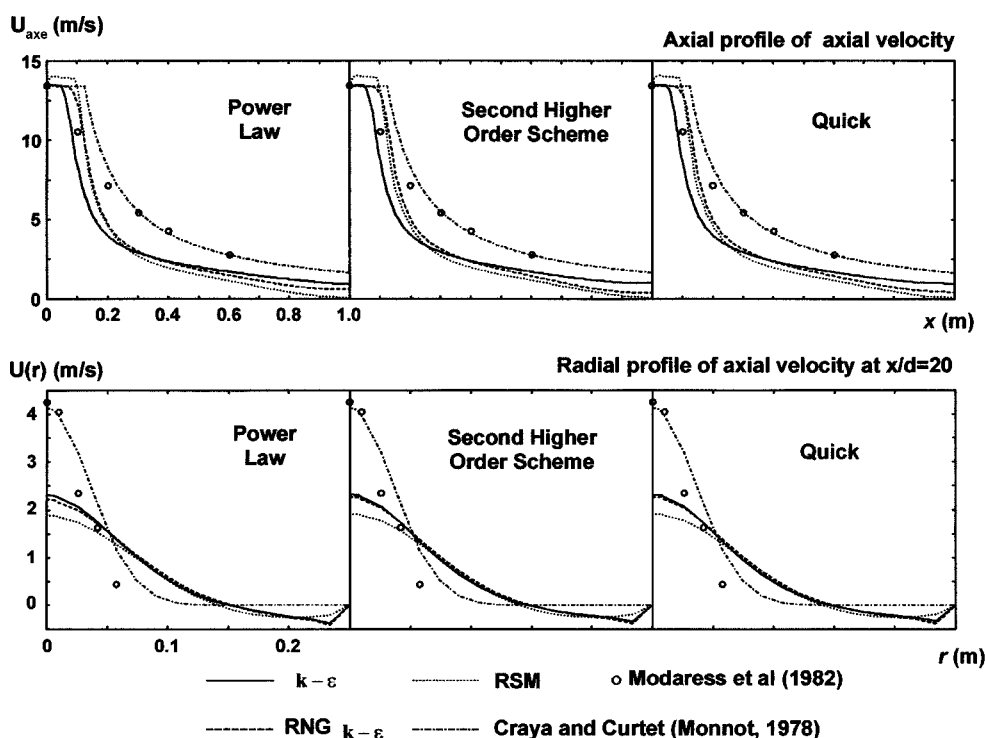 U_axe (m/s)
Axial profile of axial velocity
15
10
5
0
Power
Law
Second Higher
Order Scheme
Quick
0 0.2 0.4 0.6 0.8 1.0
x (m)
U(r) (m/s)
Radial profile of axial velocity at x/d=20
4
3
2
1
0
Power
Law
Second Higher
Order Scheme
Quick
0 0.1 0.2
r (m)
k – ε RSM Modaress et al (1982)
RNG k – ε Craya and Curtet (Monnot, 1978)